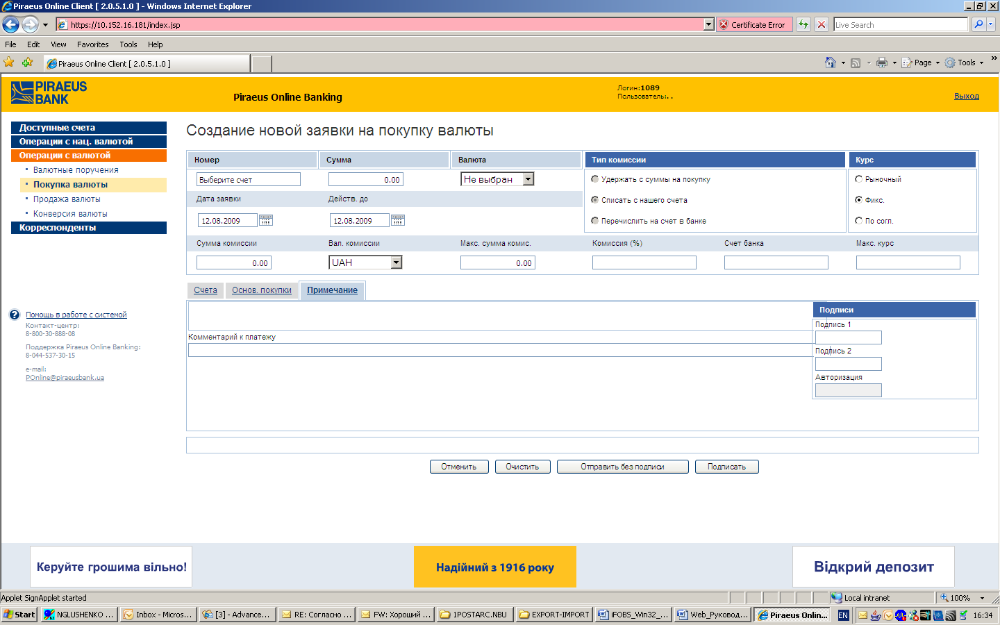 Piraeus Online Client [ 2.0.5.1.0 ] - Windows Internet Explorer
https://10.152.16.181/index.jsp
Certificate Error
Live Search
File Edit View Favorites Tools Help
Piraeus Online Client [ 2.0.5.1.0 ]
Page Tools
PIRAEUS BANK
Piraeus Online Banking
Логин:1089
Пользователь:. .
Выход
Доступные счета
Операции с нац. валютой
Операции с валютой
Валютные поручения
Покупка валюты
Продажа валюты
Конверсия валюты
Корреспонденты
Помощь в работе с системой
Контакт-центр:
8-800-30-888-08
Поддержка Piraeus Online Banking:
8-044-537-30-15
e-mail:
POnline@piraeusbank.ua
Создание новой заявки на покупку валюты
Номер Сумма Валюта Тип комиссии Курс
Выберите счет 0.00 Не выбран Удержать с суммы на покупку Рыночный
Дата заявки Действ. до Списать с нашего счета Фикс.
12.08.2009 12.08.2009 Перечислить на счет в банке По согл.
Сумма комиссии Вал. комиссии Макс. сумма комис. Комиссия (%) Счет банка Макс. курс
0.00 UAH 0.00
Счета Основ. покупки Примечание
Подписи
Подпись 1
Комментарий к платежу
Подпись 2
Авторизация
Отменить Очистить Отправить без подписи Подписать
Керуйте грошима вільно!
Надійний з 1916 року
Відкрий депозит
Applet SignApplet started
Local intranet 100%
Start NGLUSHENKO ... Inbox - Micros... [3] - Advance... RE: Согласно ... FW: Хороший ... 1POSTARC.NBU EXPORT-IMPORT iFOBS_Win32_... Web_Руковод... Piraeus Onlin... EN 16:34